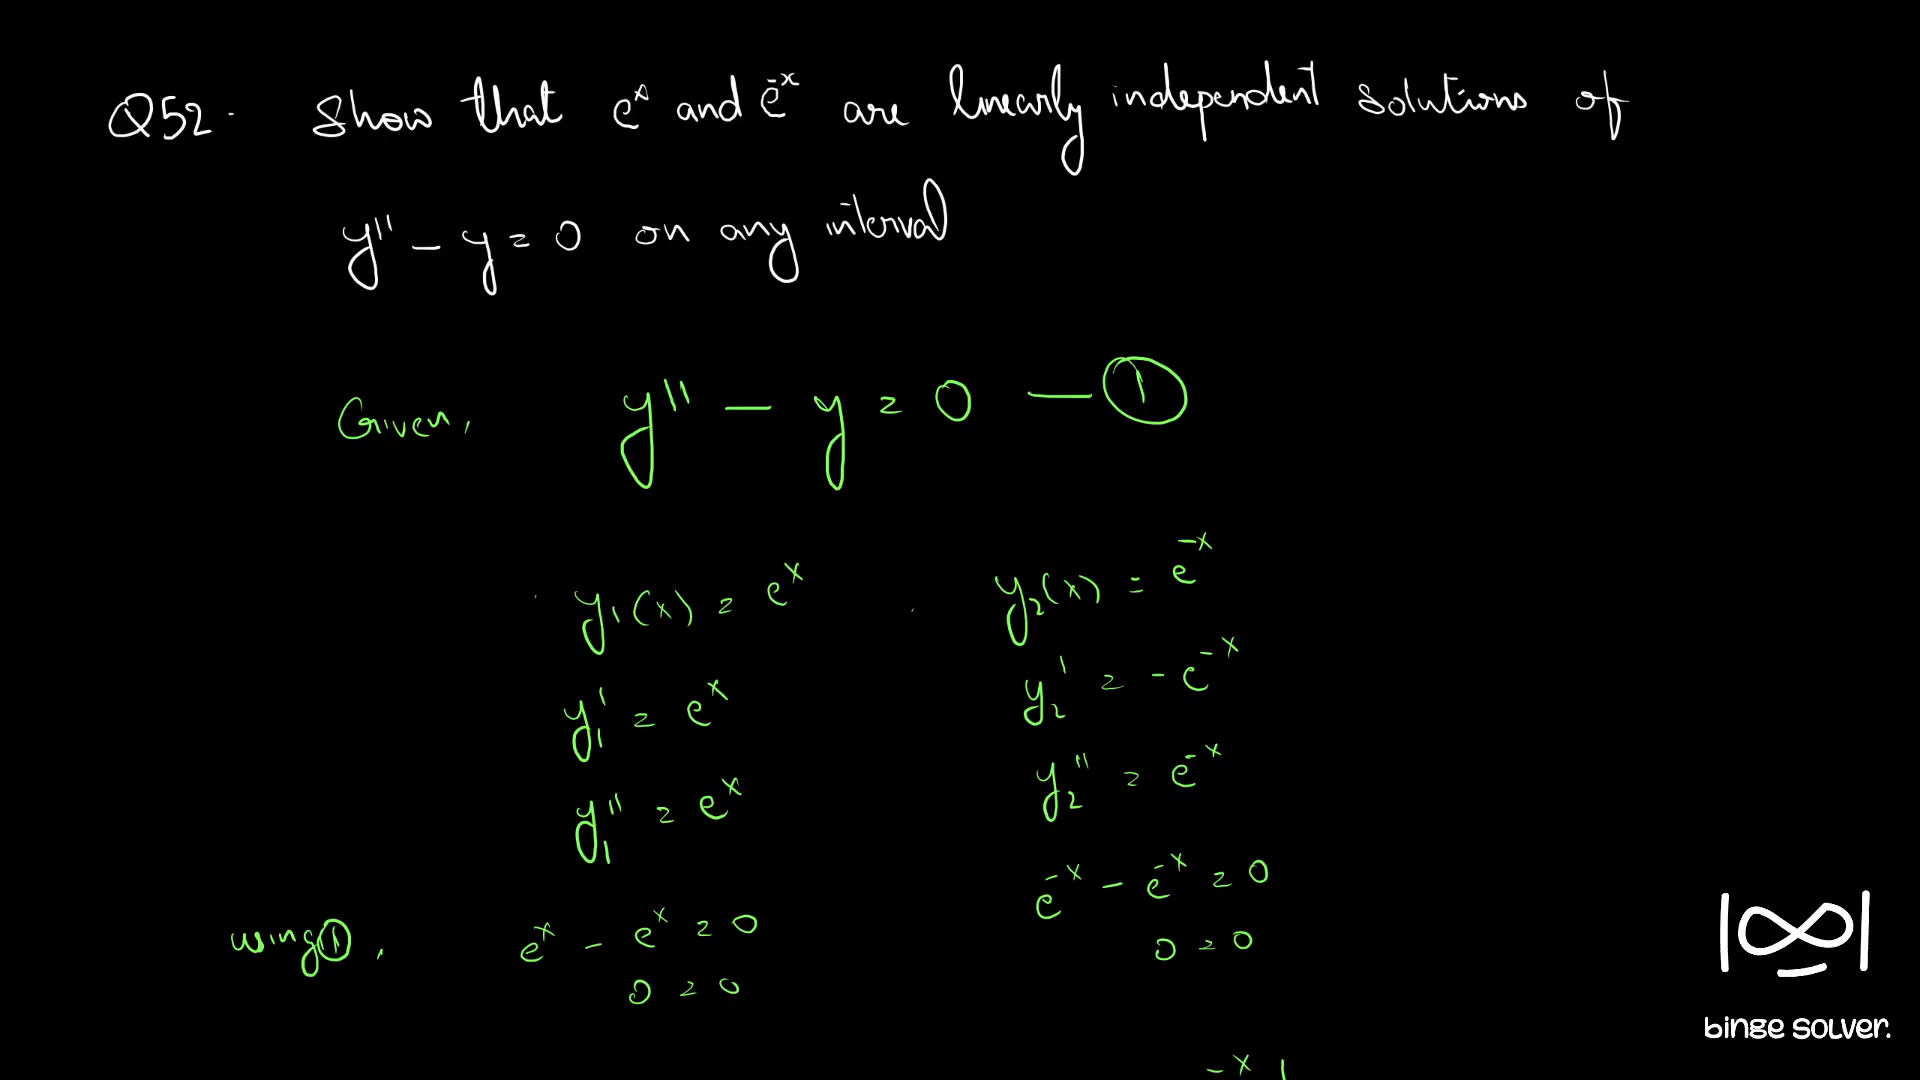 Q52. Show that e^x and e^-x are linearly independent solutions of
y'' - y = 0 on any interval
Given, y'' - y = 0 — ①
y₁(x) = e^x y₂(x) = e^-x
y₁' = e^x y₂' = -e^-x
y₁'' = e^x y₂'' = e^-x
using ①, e^x - e^x = 0 e^-x - e^-x = 0
0 = 0 0 = 0
binge solver.